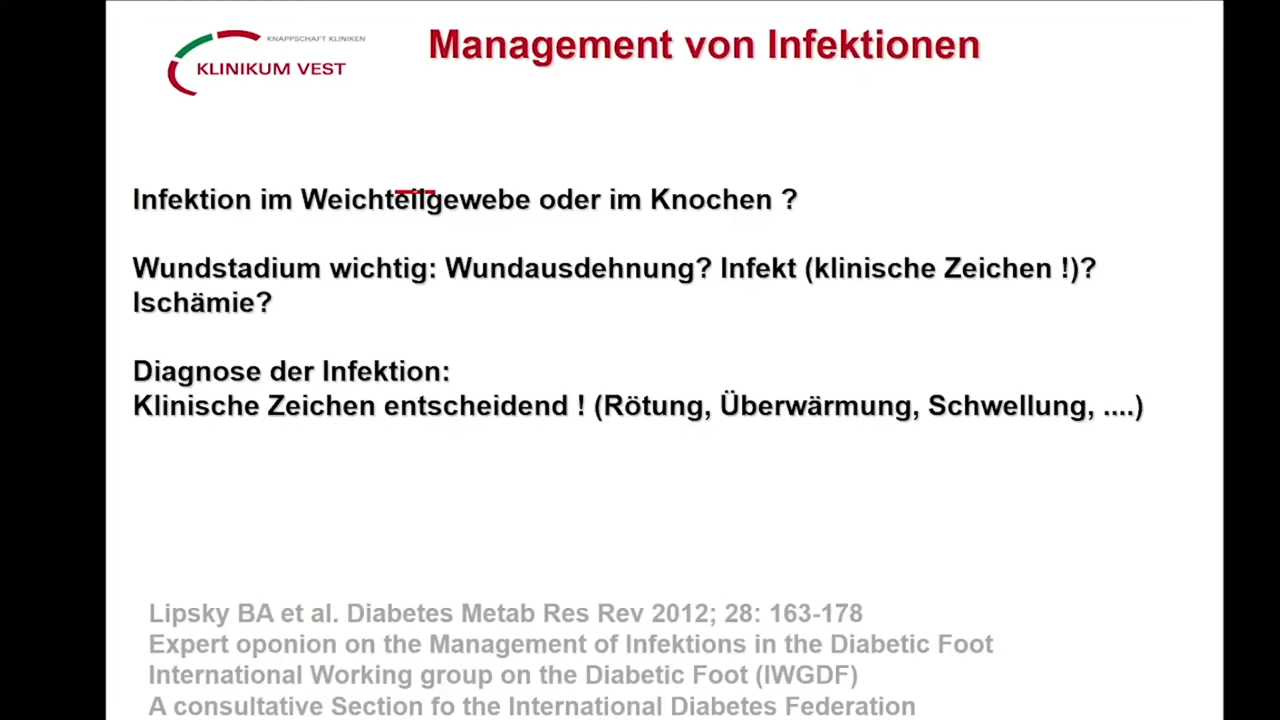 KNAPPSCHAFT KLINIKEN
KLINIKUM VEST
Management von Infektionen
Infektion im Weichteilgewebe oder im Knochen ?
Wundstadium wichtig: Wundausdehnung? Infekt (klinische Zeichen !)?
Ischämie?
Diagnose der Infektion:
Klinische Zeichen entscheidend ! (Rötung, Überwärmung, Schwellung, ....)
Lipsky BA et al. Diabetes Metab Res Rev 2012; 28: 163-178
Expert oponion on the Management of Infektions in the Diabetic Foot
International Working group on the Diabetic Foot (IWGDF)
A consultative Section fo the International Diabetes Federation